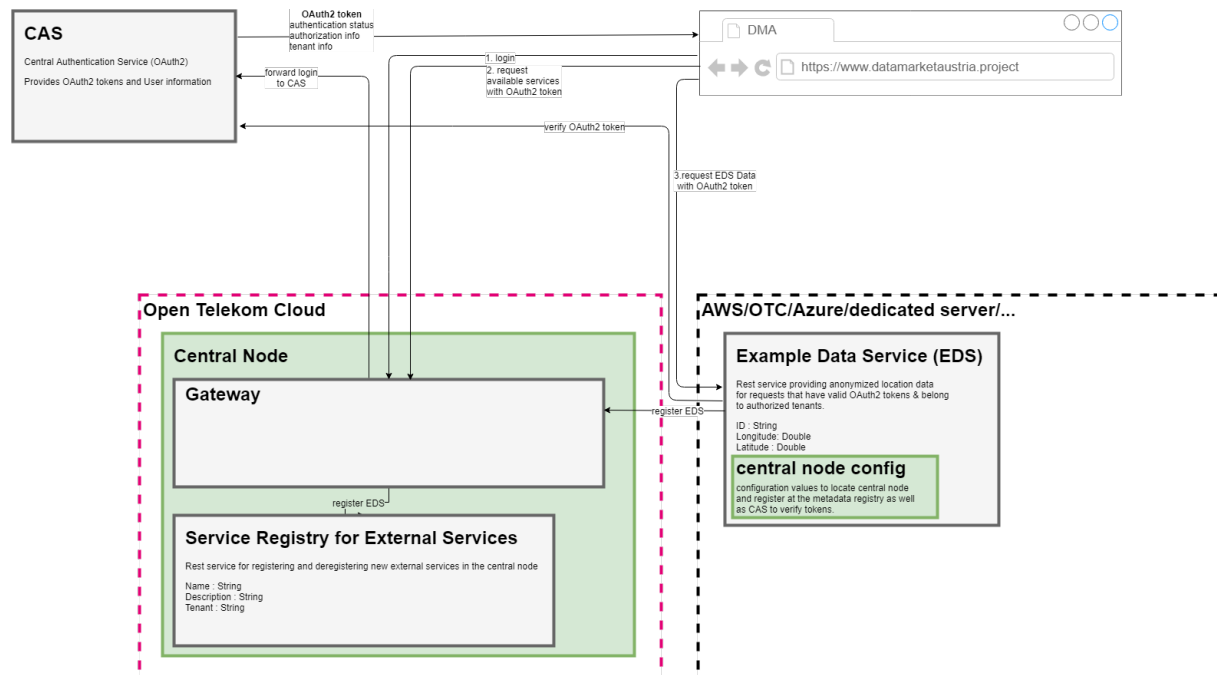 CAS
Central Authentication Service (OAuth2)
Provides OAuth2 tokens and User information
OAuth2 token
authentication status
authorization info
tenant info
forward login
to CAS
1. login
2. request
available services
with OAuth2 token
verify OAuth2 token
DMA
https://www.datamarketaustria.project
3.request EDS Data
with OAuth2 token
Open Telekom Cloud
Central Node
Gateway
register EDS
Service Registry for External Services
Rest service for registering and deregistering new external services in the central node
Name : String
Description : String
Tenant : String
register EDS
AWS/OTC/Azure/dedicated server/...
Example Data Service (EDS)
Rest service providing anonymized location data
for requests that have valid OAuth2 tokens & belong
to authorized tenants.
ID : String
Longitude: Double
Latitude : Double
central node config
configuration values to locate central node
and register at the metadata registry as well
as CAS to verify tokens.